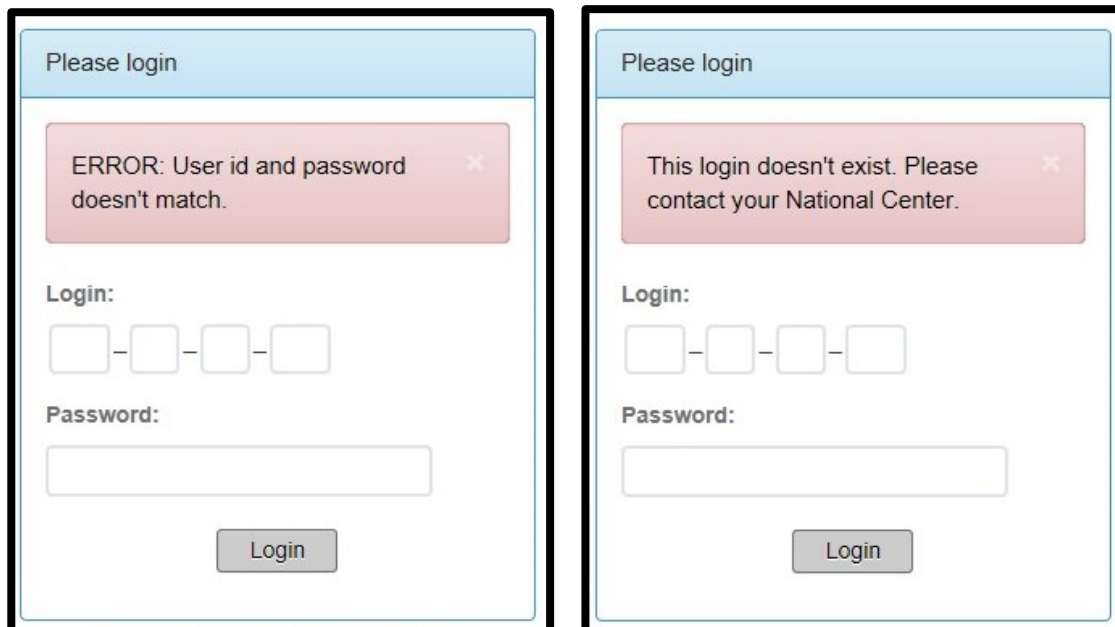 Please login
ERROR: User id and password
doesn't match.
Login:
– – –
Password:
Login
Please login
This login doesn't exist. Please
contact your National Center.
Login:
– – –
Password:
Login